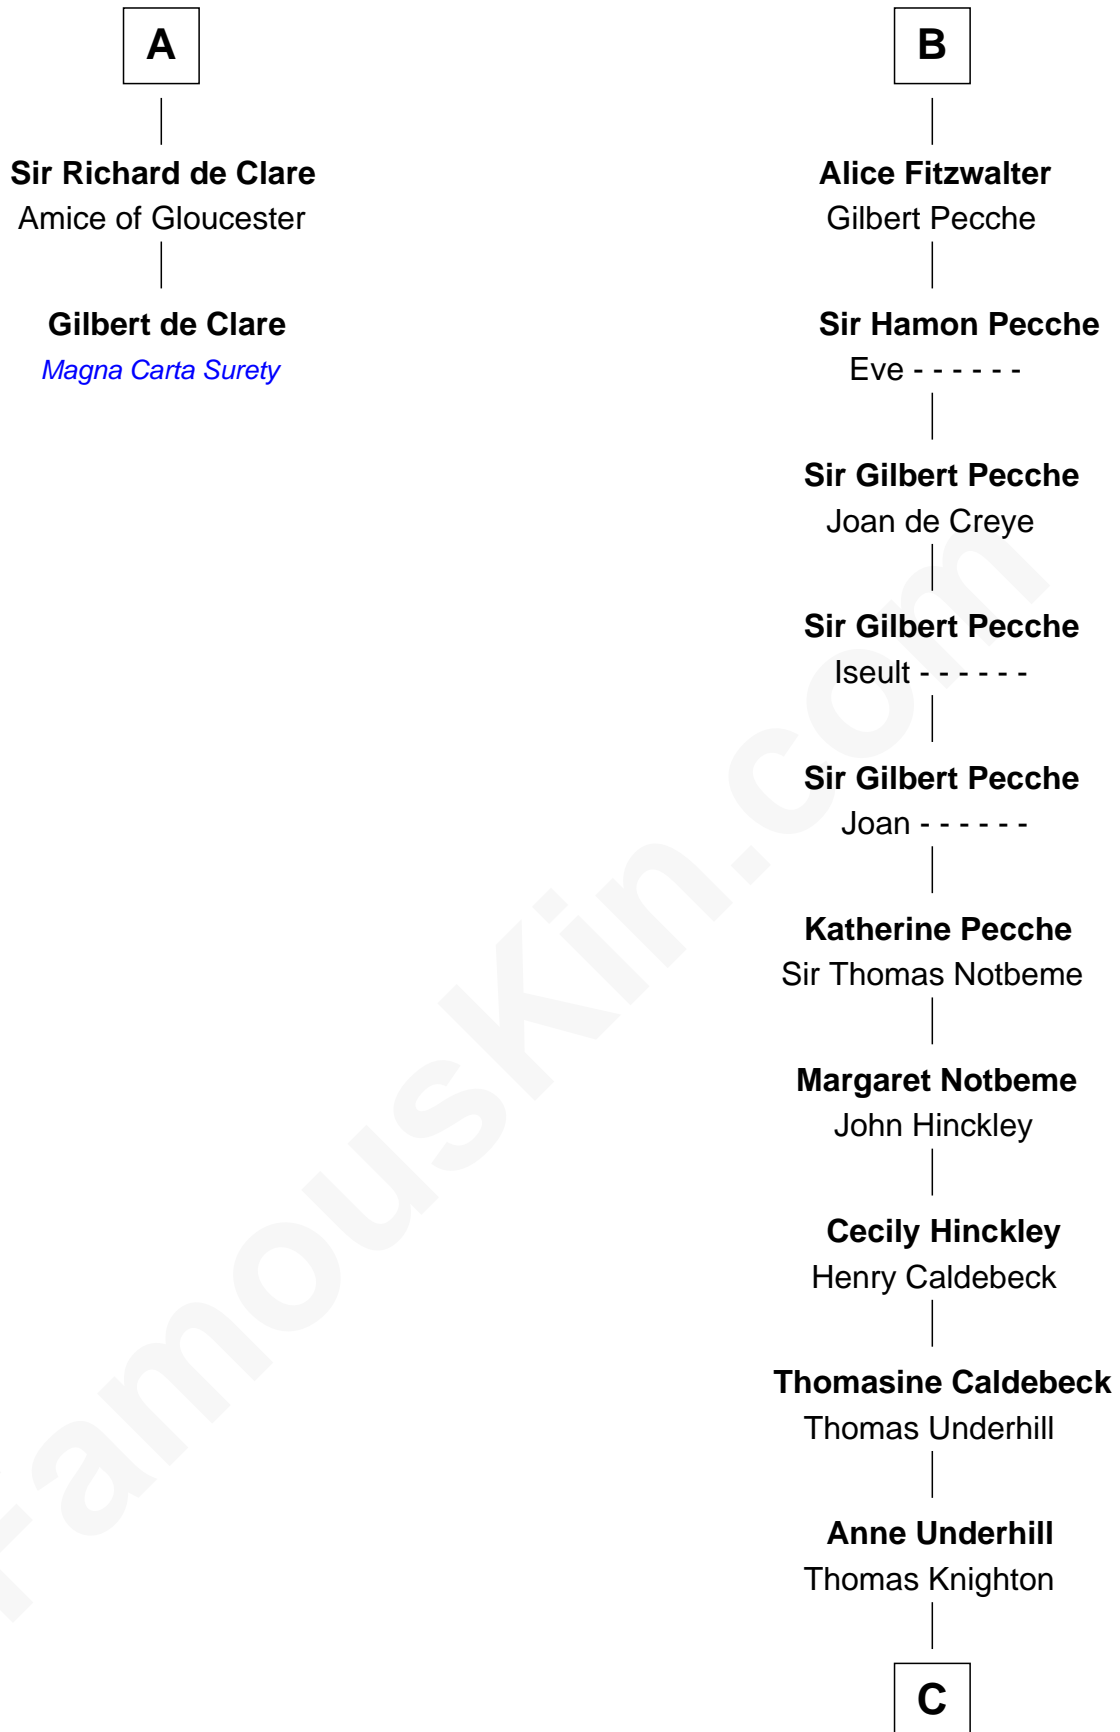 A
Sir Richard de Clare
Amice of Gloucester
Gilbert de Clare
Magna Carta Surety
B
Alice Fitzwalter
Gilbert Pecche
Sir Hamon Pecche
Eve - - - - - -
Sir Gilbert Pecche
Joan de Creye
Sir Gilbert Pecche
Iseult - - - - - -
Sir Gilbert Pecche
Joan - - - - - -
Katherine Pecche
Sir Thomas Notbeme
Margaret Notbeme
John Hinckley
Cecily Hinckley
Henry Caldebeck
Thomasine Caldebeck
Thomas Underhill
Anne Underhill
Thomas Knighton
C
FamousKin.com